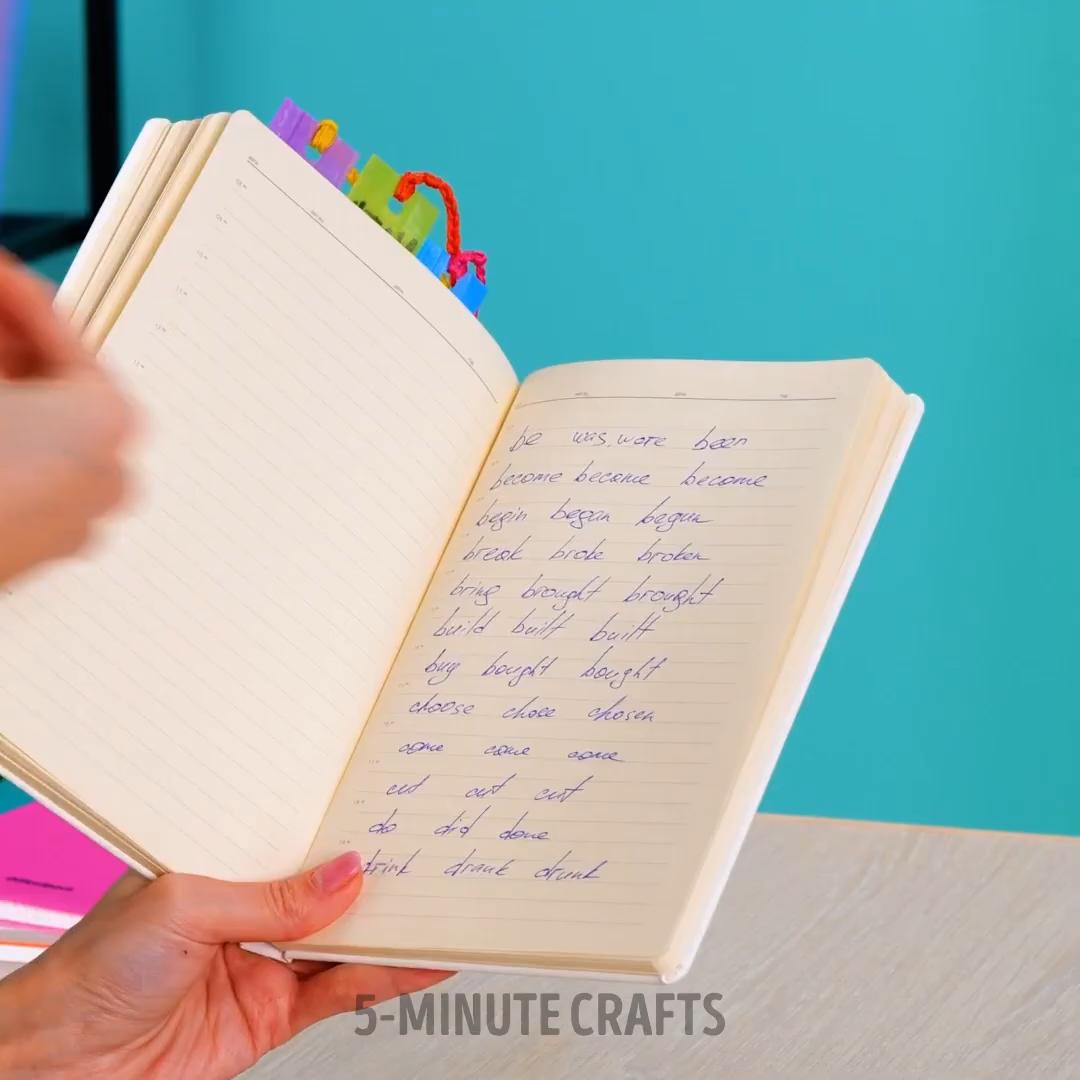 be was, were been
become became become
begin began begun
break broke broken
bring brought brought
build built built
buy bought bought
choose chose chosen
come came come
cut cut cut
do did done
drink drank drunk
5-MINUTE CRAFTS